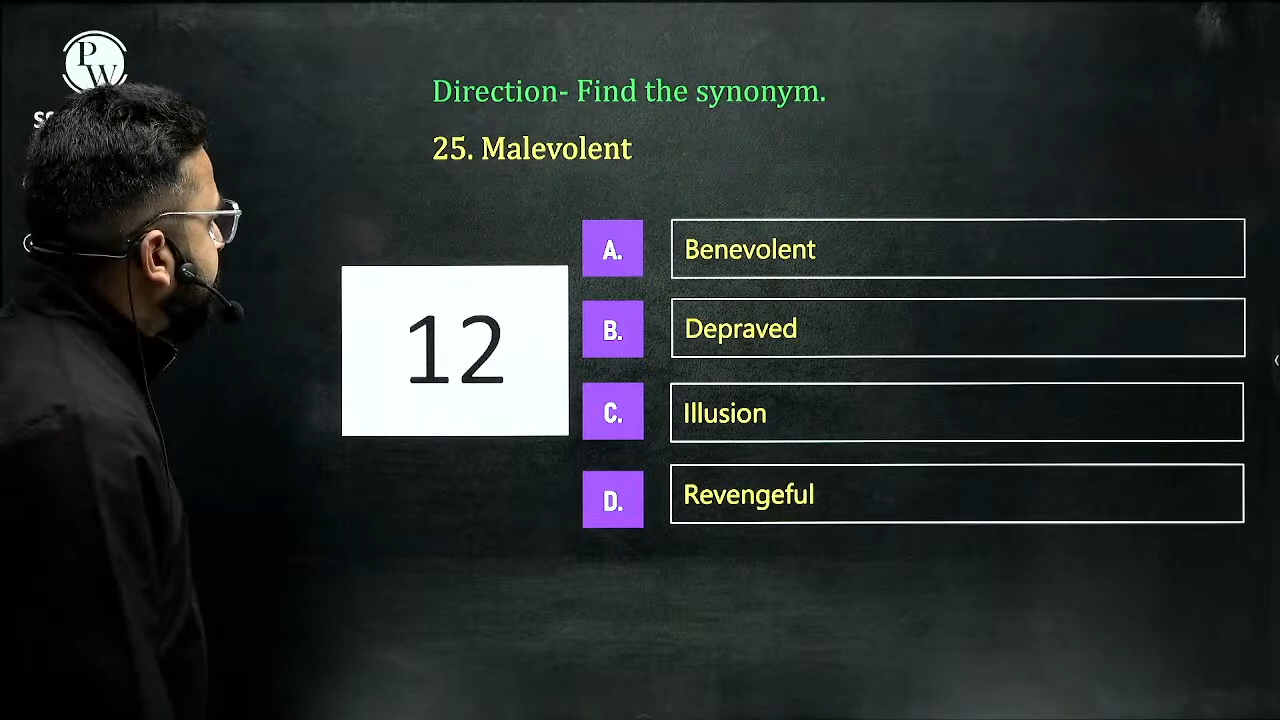 PW
Direction- Find the synonym.
25. Malevolent
12
A. Benevolent
B. Depraved
C. Illusion
D. Revengeful